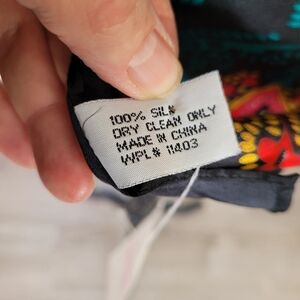 100% SILK
DRY CLEAN ONLY
MADE IN CHINA
WPL# 11403